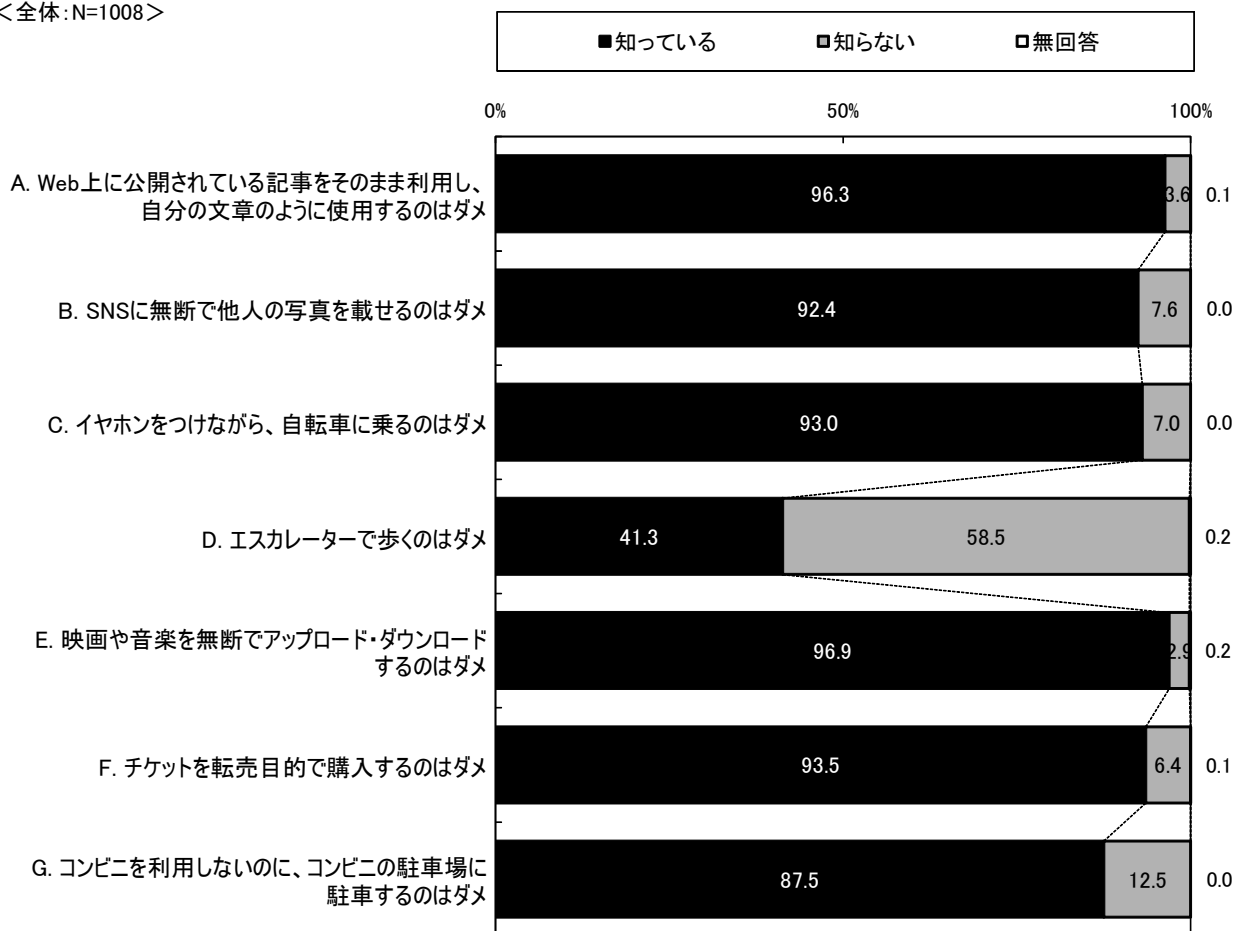 <全体:N=1008>
■知っている ■知らない □無回答
0% 50% 100%
A. Web上に公開されている記事をそのまま利用し、
自分の文章のように使用するのはダメ
96.3 3.6 0.1
B. SNSに無断で他人の写真を載せるのはダメ
92.4 7.6 0.0
C. イヤホンをつけながら、自転車に乗るのはダメ
93.0 7.0 0.0
D. エスカレーターで歩くのはダメ
41.3 58.5 0.2
E. 映画や音楽を無断でアップロード・ダウンロード
するのはダメ
96.9 2.9 0.2
F. チケットを転売目的で購入するのはダメ
93.5 6.4 0.1
G. コンビニを利用しないのに、コンビニの駐車場に
駐車するのはダメ
87.5 12.5 0.0